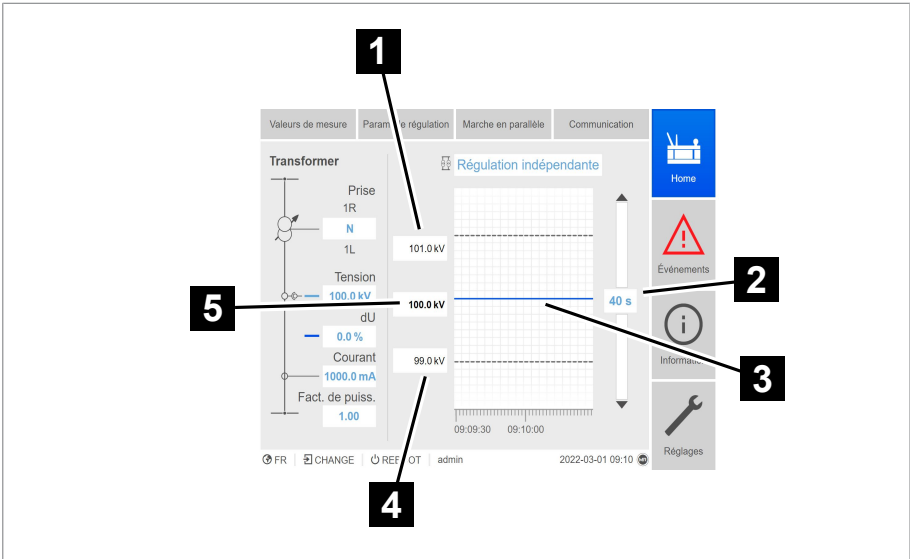 1
Valeurs de mesure
Param de régulation
Marche en parallèle
Communication
Home
Transformer
Régulation indépendante
Prise
1R
N
1L
101.0 kV
Événements
Tension
100.0 kV
100.0 kV
40 s
2
5
dU
0.0 %
Courant
99.0 kV
Information
3
1000.0 mA
Fact. de puiss.
1.00
09:09:30 09:10:00
Réglages
FR CHANGE REB OT admin 2022-03-01 09:10
4